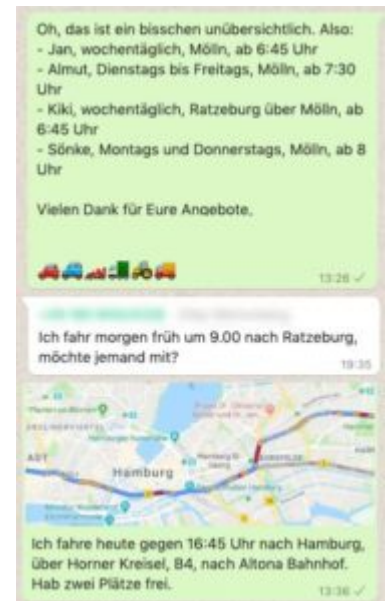 Oh, das ist ein bisschen unübersichtlich. Also:
- Jan, wochentäglich, Mölln, ab 6:45 Uhr
- Almut, Dienstags bis Freitags, Mölln, ab 7:30
Uhr
- Kiki, wochentäglich, Ratzeburg über Mölln, ab
6:45 Uhr
- Sönke, Montags und Donnerstags, Mölln, ab 8
Uhr
Vielen Dank für Eure Angebote,
13:26
Ich fahr morgen früh um 9.00 nach Ratzeburg,
möchte jemand mit?
19:35
Hamburg
Ich fahre heute gegen 16:45 Uhr nach Hamburg,
über Horner Kreisel, B4, nach Altona Bahnhof.
Hab zwei Plätze frei.
13:36